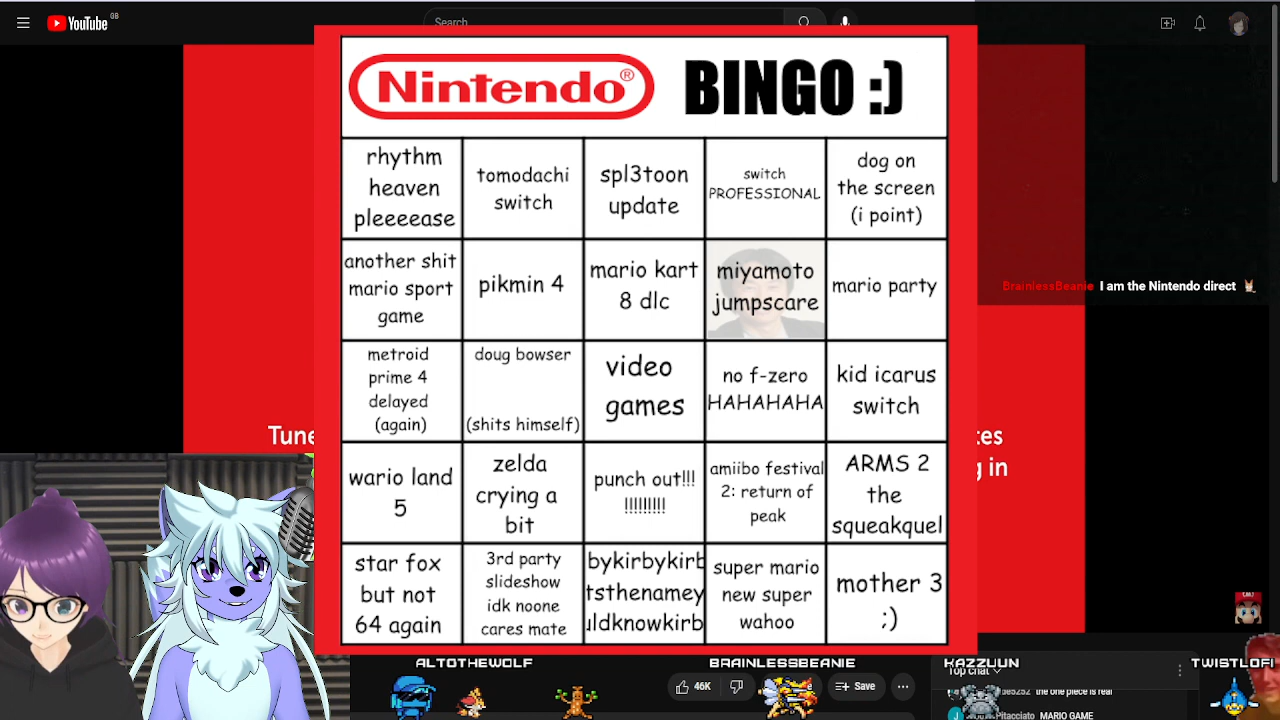 YouTube GB
Search
Nintendo®
BINGO :)
rhythm
heaven
pleeeease
tomodachi
switch
spl3toon
update
switch
PROFESSIONAL
dog on
the screen
(i point)
another shit
mario sport
game
pikmin 4
mario kart
8 dlc
miyamoto
jumpscare
mario party
BrainlessBeanie I am the Nintendo direct
metroid
prime 4
delayed
(again)
doug bowser
(shits himself)
video
games
no f-zero
HAHAHAHA
kid icarus
switch
Tune
tes
g in
wario land
5
zelda
crying a
bit
punch out!!!
!!!!!!!!!
amiibo festival
2: return of
peak
ARMS 2
the
squeakquel
star fox
but not
64 again
3rd party
slideshow
idk noone
cares mate
bykirbykirb
tsthenamey
uldknowkirb
super mario
new super
wahoo
mother 3
;)
ALTOTHEWOLF
BRAINLESSBEANIE
KAZZUUN
TWISTLOFI
Top chat
46K
Save
the one piece is real
J
Pitacciato MARIO GAME